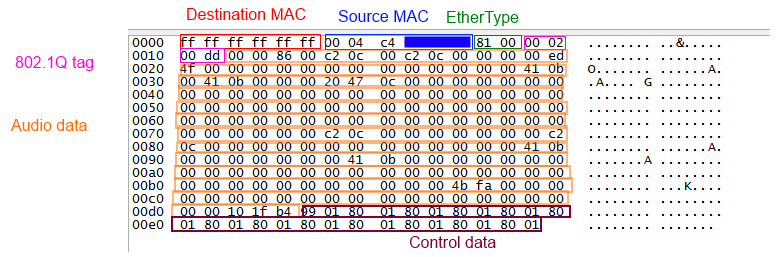 Destination MAC Source MAC EtherType
0000 ff ff ff ff ff ff 00 04 c4 81 00 00 02 ........ ..&.....
802.1Q tag
0010 00 dd 00 00 86 00 c2 0c 00 c2 0c 00 00 00 00 ed ........ ........
0020 4f 00 00 00 00 00 00 00 00 00 00 00 00 00 41 0b O....... ......A.
0030 00 41 0b 00 00 00 20 47 0c 00 00 00 00 00 00 00 .A.... G ........
0040 00 00 00 00 00 00 00 00 00 00 00 00 00 00 00 00 ........ ........
0050 00 00 00 00 00 00 00 00 00 00 00 00 00 00 00 00 ........ ........
Audio data
0060 00 00 00 00 00 00 00 00 00 00 00 00 00 00 00 00 ........ ........
0070 00 00 00 00 00 00 c2 0c 00 00 00 00 00 00 00 c2 ........ ........
0080 0c 00 00 00 00 00 00 00 00 00 00 00 00 00 41 0b ........ ......A.
0090 00 00 00 00 00 00 00 41 0b 00 00 00 00 00 00 00 .......A ........
00a0 00 00 00 00 00 00 00 00 00 00 00 00 00 00 00 00 ........ ........
00b0 00 00 00 00 00 00 00 00 00 00 00 4b fa 00 00 00 ........ ...K....
00c0 00 00 00 00 00 00 00 00 00 00 00 00 00 00 00 00 ........ ........
00d0 00 00 10 1f b4 99 01 80 01 80 01 80 01 80 01 80 ........ ........
00e0 01 80 01 80 01 80 01 80 01 80 01 80 01 80 01 ........ .......
Control data